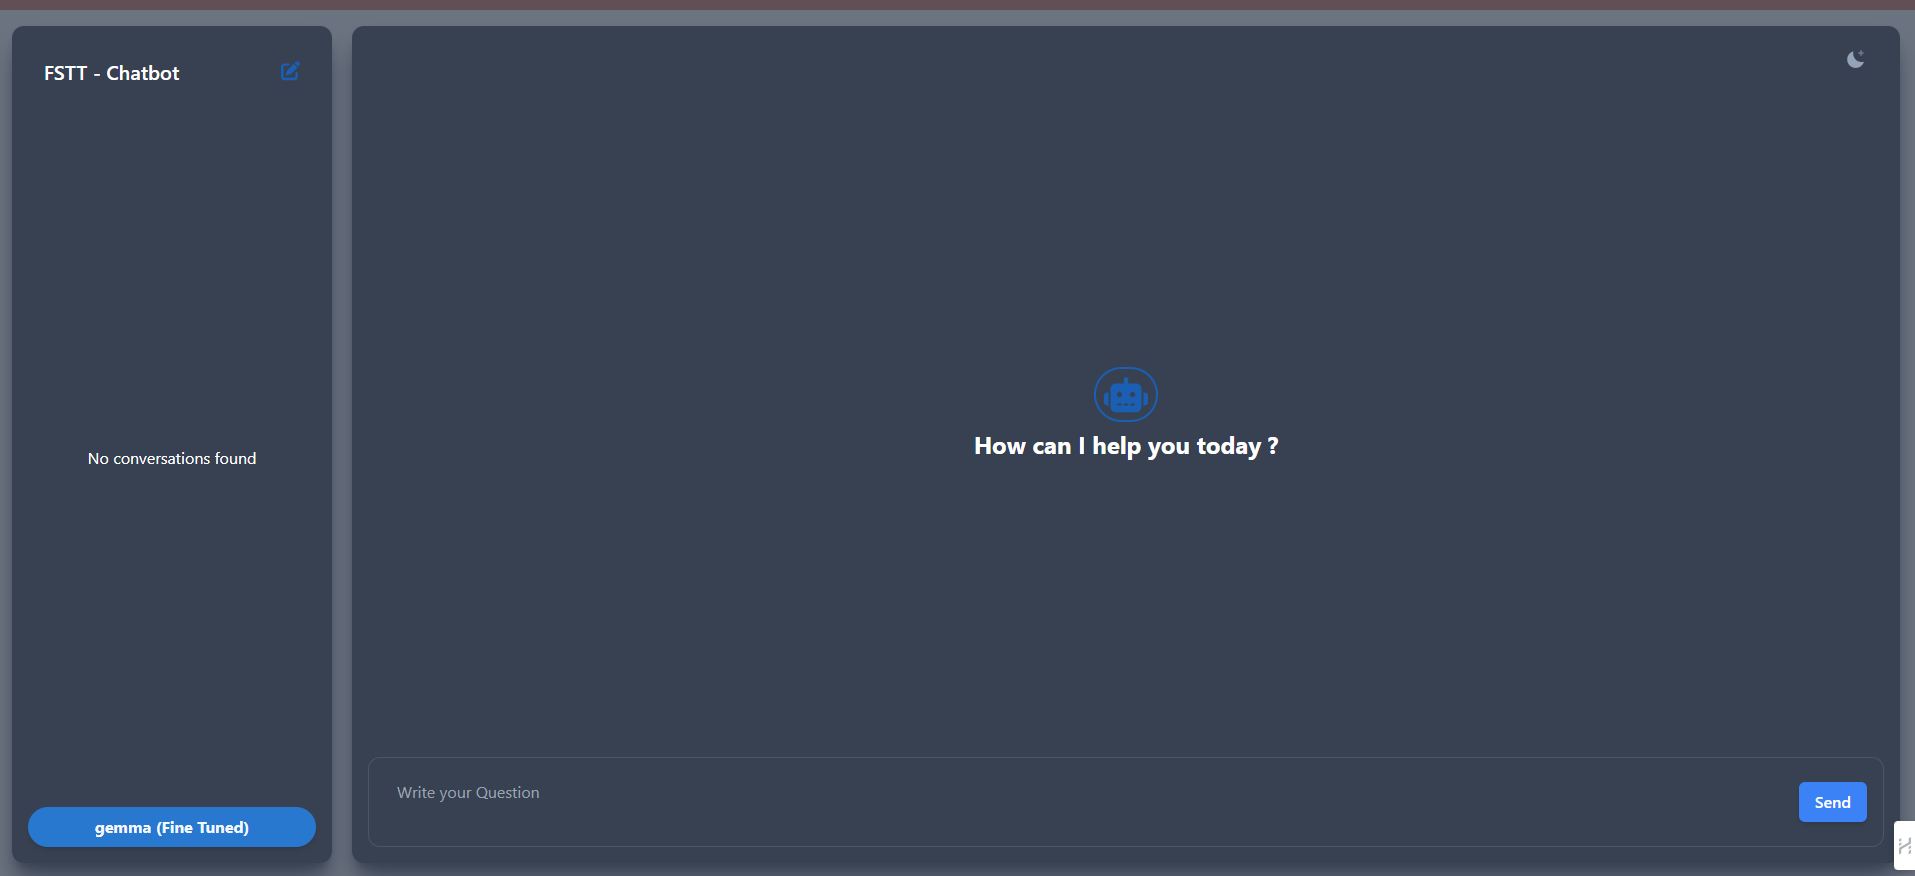 FSTT - Chatbot
No conversations found
gemma (Fine Tuned)
How can I help you today ?
Write your Question
Send